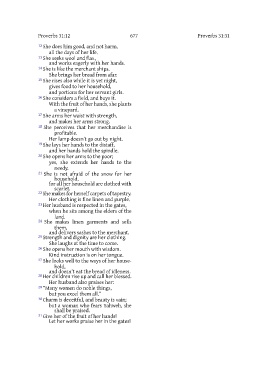 Proverbs 31:12 677 Proverbs 31:31
12 She does him good, and not harm,
all the days of her life.
13 She seeks wool and flax,
and works eagerly with her hands.
14 She is like the merchant ships.
She brings her bread from afar.
15 She rises also while it is yet night,
gives food to her household,
and portions for her servant girls.
16 She considers a field, and buys it.
With the fruit of her hands, she plants
a vineyard.
17 She arms her waist with strength,
and makes her arms strong.
18 She perceives that her merchandise is
profitable.
Her lamp doesn't go out by night.
19 She lays her hands to the distaff,
and her hands hold the spindle.
20 She opens her arms to the poor;
yes, she extends her hands to the
needy.
21 She is not afraid of the snow for her
household,
for all her household are clothed with
scarlet.
22 She makes for herself carpets of tapestry.
Her clothing is fine linen and purple.
23 Her husband is respected in the gates,
when he sits among the elders of the
land.
24 She makes linen garments and sells
them,
and delivers sashes to the merchant.
25 Strength and dignity are her clothing.
She laughs at the time to come.
26 She opens her mouth with wisdom.
Kind instruction is on her tongue.
27 She looks well to the ways of her house-
hold,
and doesn't eat the bread of idleness.
28 Her children rise up and call her blessed.
Her husband also praises her:
29 "Many women do noble things,
but you excel them all."
30 Charm is deceitful, and beauty is vain;
but a woman who fears Yahweh, she
shall be praised.
31 Give her of the fruit of her hands!
Let her works praise her in the gates!